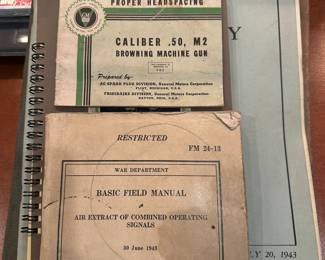 PROPER HEADSPACING
CALIBER .50, M2
BROWNING MACHINE GUN
Prepared by:
AC SPARK PLUG DIVISION, General Motors Corporation
FLINT, MICHIGAN, U.S.A.
FRIGIDAIRE DIVISION, General Motors Corporation
DAYTON, OHIO, U.S.A.
Y
RESTRICTED
FM 24-13
WAR DEPARTMENT
BASIC FIELD MANUAL
AIR EXTRACT OF COMBINED OPERATING
SIGNALS
30 June 1943
LY 20, 1943